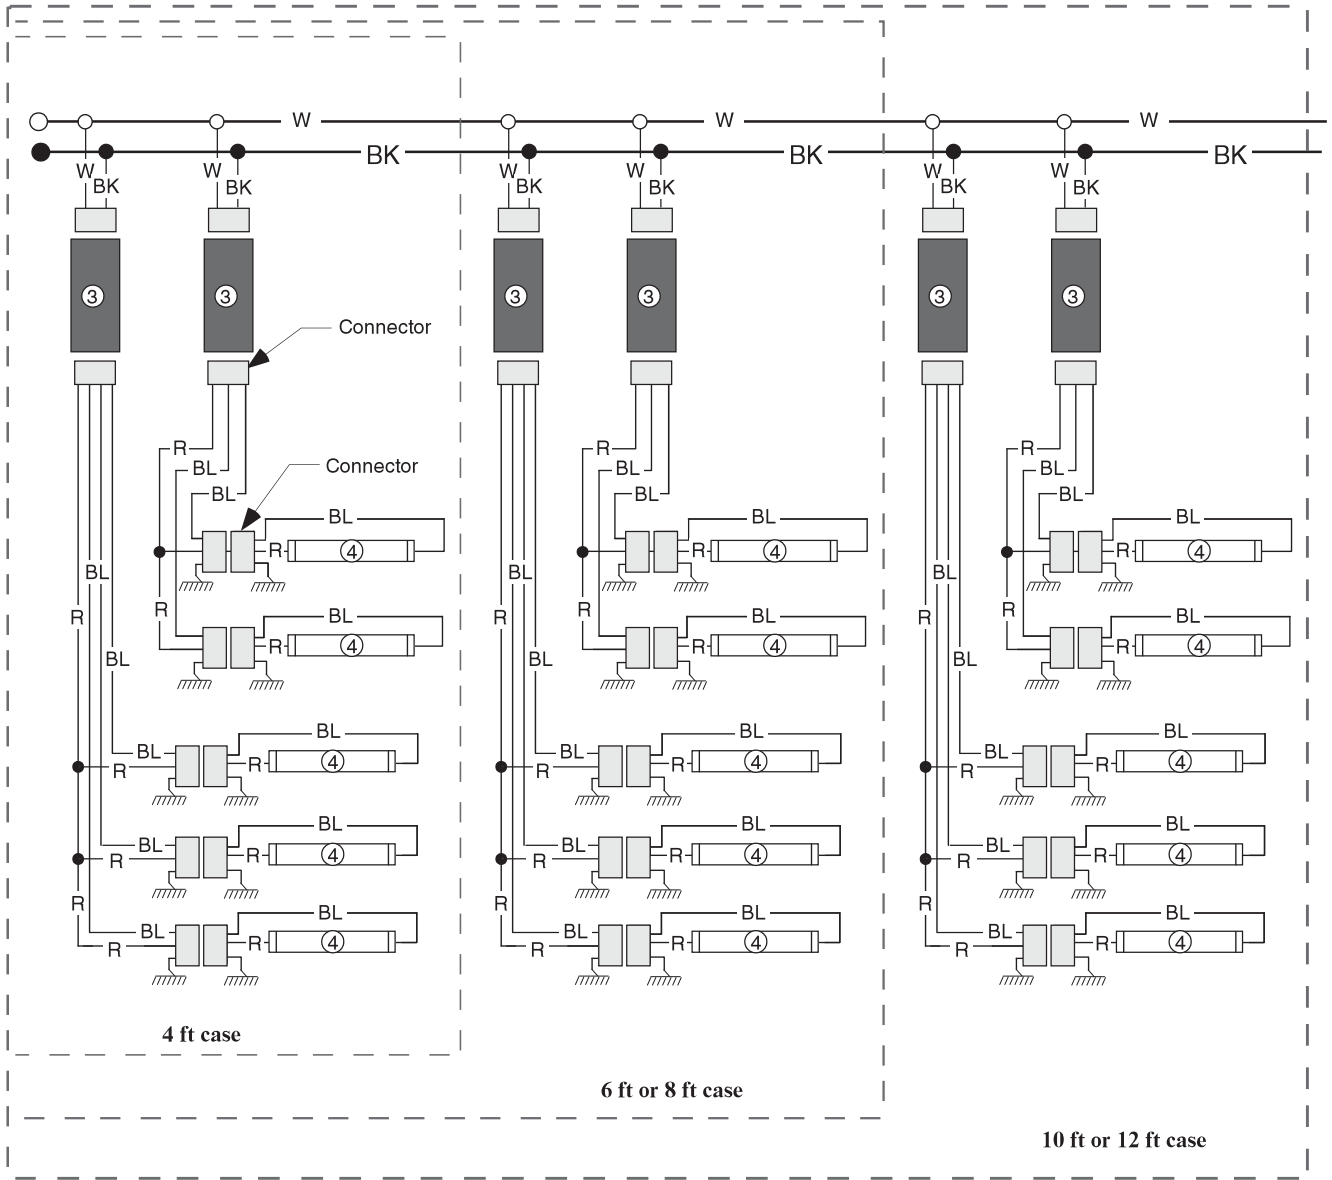 W W W
BK BK BK
W W W W W W
BK BK BK BK BK BK
3 3 3 3 3 3
Connector
R R R
BL BL BL
Connector
BL BL BL
BL BL BL
R 4 R 4 R 4
BL BL BL
R R R R R R
BL BL BL
R 4 R 4 R 4
BL BL BL
BL BL BL
BL R 4 BL R 4 BL R 4
R R R
BL BL BL
BL R 4 BL R 4 BL R 4
R R R
R R R
BL BL BL
BL R 4 BL R 4 BL R 4
R R R
4 ft case
6 ft or 8 ft case
10 ft or 12 ft case